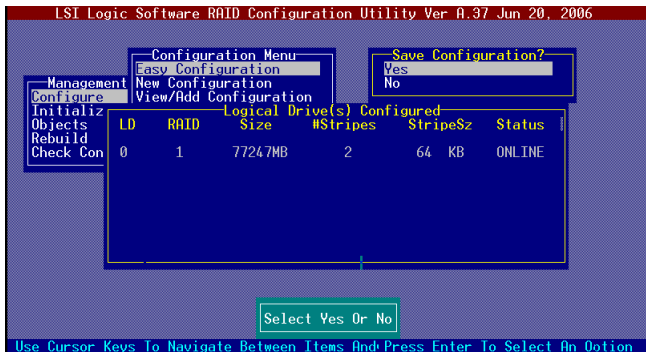 LSI Logic Software RAID Configuration Utility Ver A.37 Jun 20, 2006
Configuration Menu
Easy Configuration
New Configuration
View/Add Configuration
Save Configuration?
Yes
No
Management
Configure
Initializ
Objects
Rebuild
Check Con
Logical Drive(s) Configured
LD RAID Size #Stripes StripeSz Status
0 1 77247MB 2 64 KB ONLINE
Select Yes Or No
Use Cursor Keys To Navigate Between Items And Press Enter To Select An Option